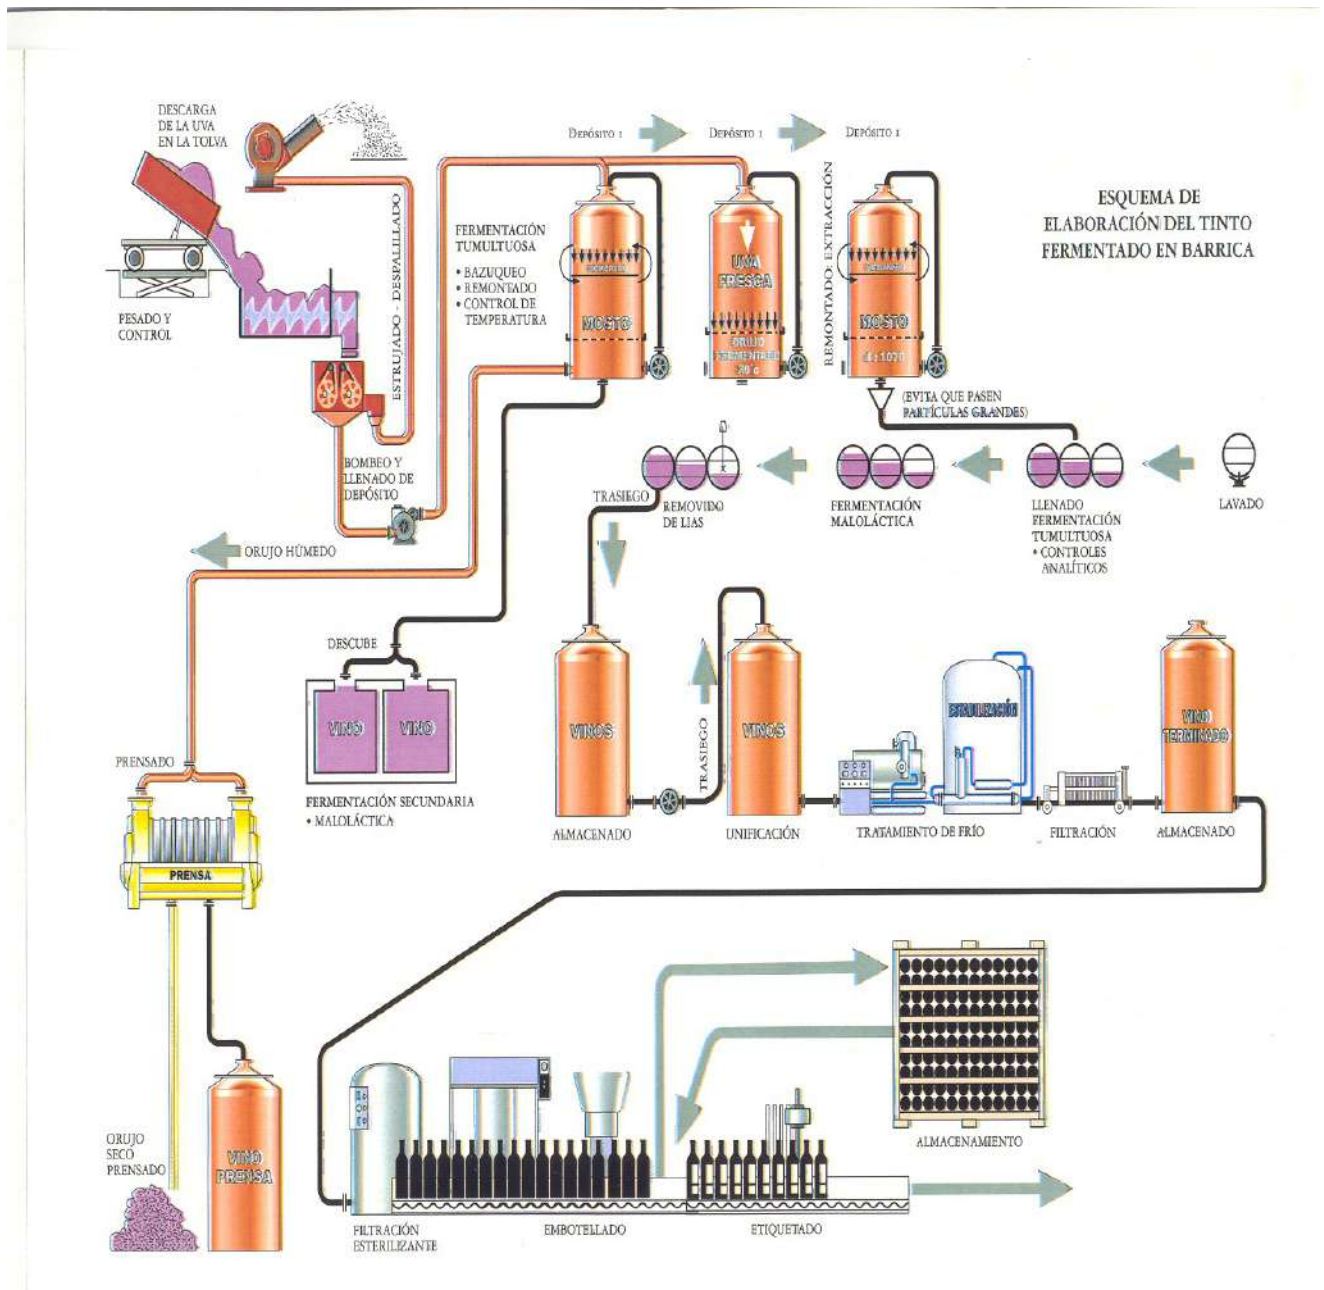 ESQUEMA DE
ELABORACIÓN DEL TINTO
FERMENTADO EN BARRICA
DESCARGA
DE LA UVA
EN LA TOLVA
PESADO Y
CONTROL
ESTRUJADO - DESPALILLADO
BOMBEO Y
LLENADO DE
DEPÓSITO
DEPÓSITO 1
DEPÓSITO 1
DEPÓSITO 1
FERMENTACIÓN
TUMULTUOSA
• BAZUQUEO
• REMONTADO
• CONTROL DE
TEMPERATURA
MOSTO
UVA
FRESCA
ORUJO
FERMENTADO
REMONTADO: EXTRACCIÓN
MOSTO
(EVITA QUE PASEN
PARTÍCULAS GRANDES)
LAVADO
LLENADO
FERMENTACIÓN
TUMULTUOSA
• CONTROLES
ANALÍTICOS
FERMENTACIÓN
MALOLÁCTICA
REMOVIDO
DE LIAS
TRASIEGO
ORUJO HÚMEDO
DESCUBE
VINO
VINO
FERMENTACIÓN SECUNDARIA
• MALOLÁCTICA
PRENSADO
PRENSA
ORUJO
SECO
PRENSADO
VINO
PRENSA
VINOS
ALMACENADO
TRASIEGO
VINOS
UNIFICACIÓN
ESTABILIZACIÓN
TRATAMIENTO DE FRÍO
FILTRACIÓN
VINO
TERMINADO
ALMACENADO
FILTRACIÓN
ESTERILIZANTE
EMBOTELLADO
ETIQUETADO
ALMACENAMIENTO